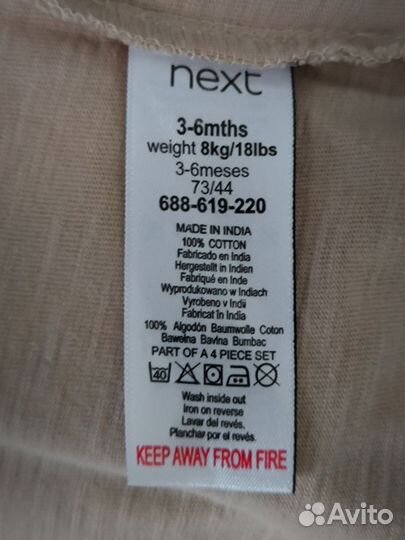 next
3-6mths
weight 8kg/18lbs
3-6meses
73/44
688-619-220
MADE IN INDIA
100% COTTON
Fabricado en India
Hergestellt in Indien
Fabriqué en Inde
Wyprodukowano w Indiach
Vyrobeno v Indii
Fabricat în India
100% Algodón Baumwolle Coton
Bawełna Bavlna Bumbac
PART OF A 4 PIECE SET
40
Wash inside out
Iron on reverse
Lavar del revés.
Planchar por el revés.
KEEP AWAY FROM FIRE
Avito